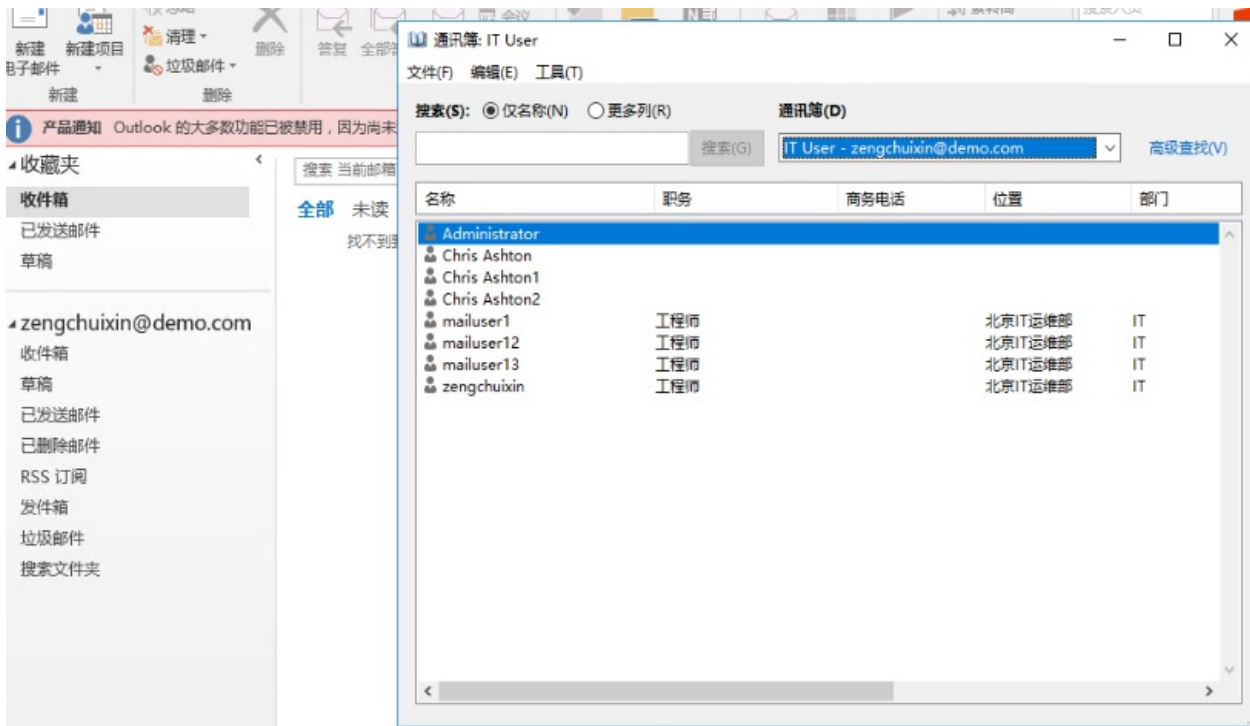 新建
电子邮件
新建项目
清理
垃圾邮件
删除
答复
新建
删除
产品通知 Outlook 的大多数功能已被禁用，因为尚未
收藏夹
收件箱
已发送邮件
草稿
zengchuixin@demo.com
收件箱
草稿
已发送邮件
已删除邮件
RSS 订阅
发件箱
垃圾邮件
搜索文件夹
搜索 当前邮箱
全部 未读
找不到
通讯簿: IT User
文件(F) 编辑(E) 工具(T)
搜索(S): 仅名称(N) 更多列(R) 通讯簿(D)
搜索(G) IT User - zengchuixin@demo.com 高级查找(V)
名称 职务 商务电话 位置 部门
Administrator
Chris Ashton
Chris Ashton1
Chris Ashton2
mailuser1 工程师 北京IT运维部 IT
mailuser12 工程师 北京IT运维部 IT
mailuser13 工程师 北京IT运维部 IT
zengchuixin 工程师 北京IT运维部 IT